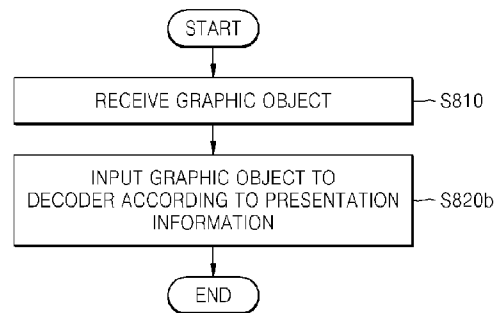 START
RECEIVE GRAPHIC OBJECT
S810
INPUT GRAPHIC OBJECT TO
DECODER ACCORDING TO PRESENTATION
INFORMATION
S820b
END